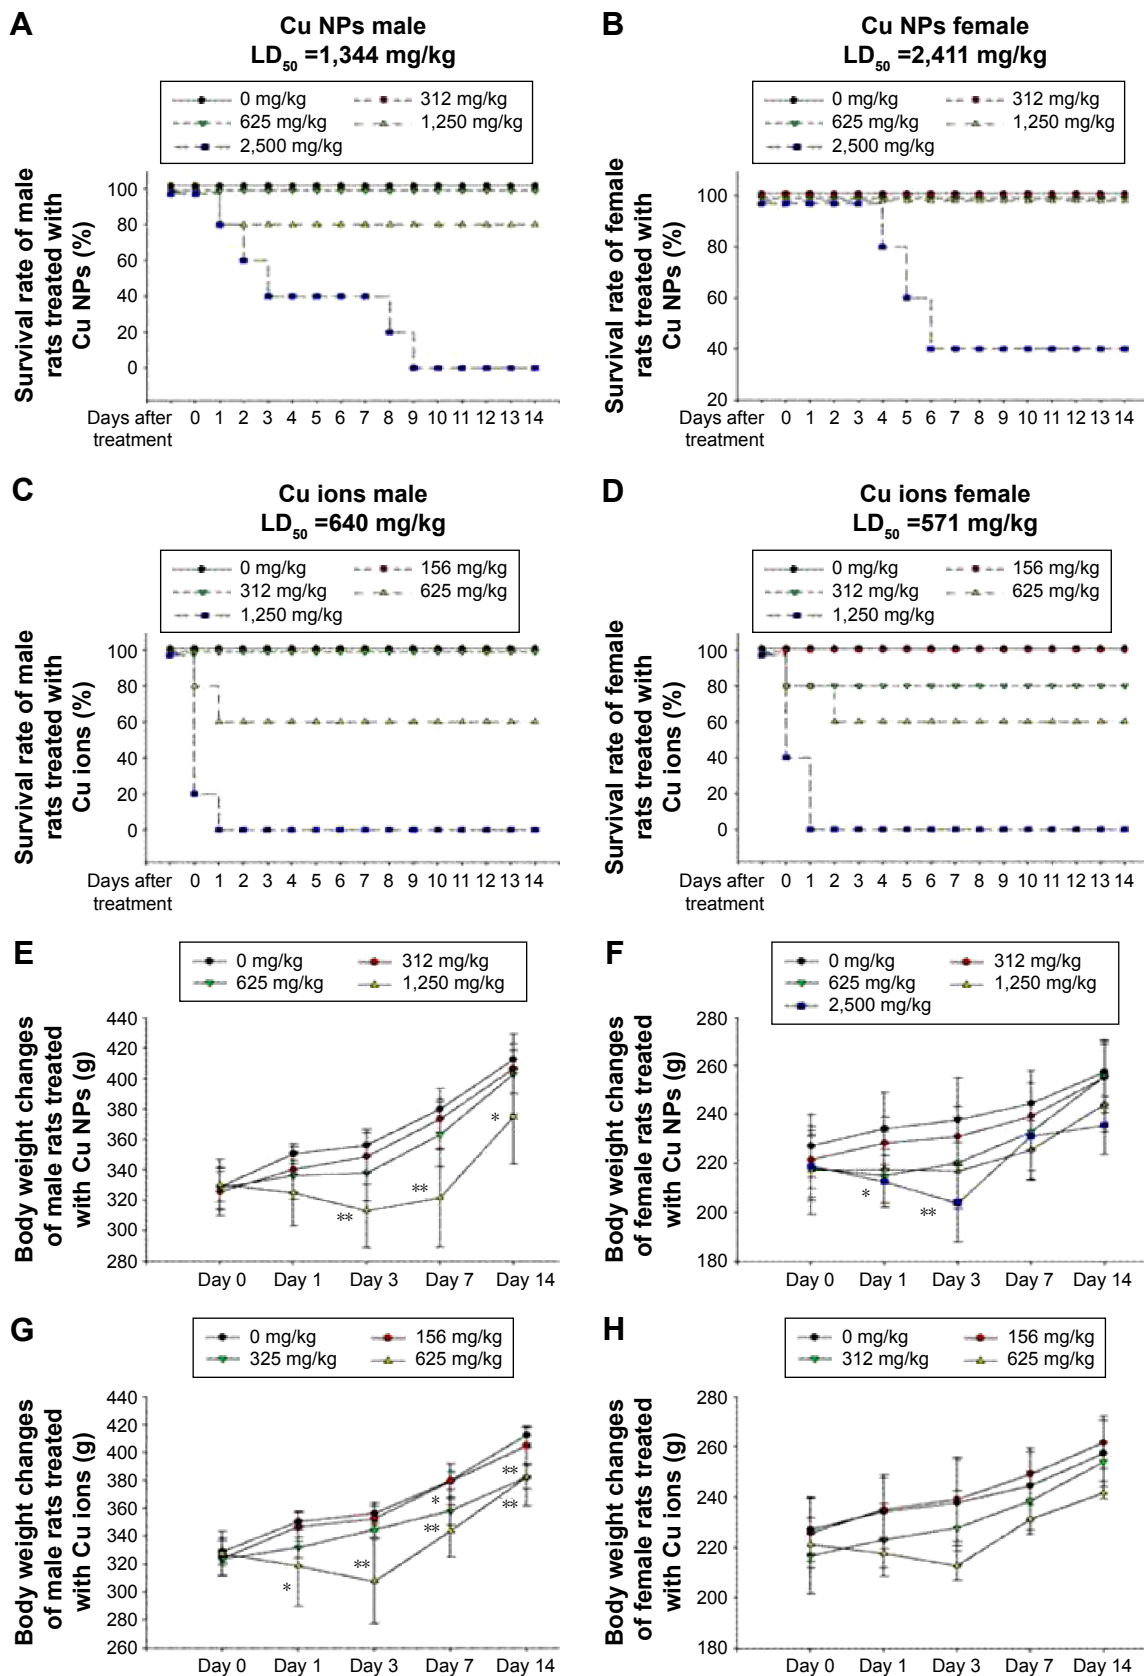 A
Cu NPs male
LD50 =1,344 mg/kg
0 mg/kg
312 mg/kg
625 mg/kg
1,250 mg/kg
2,500 mg/kg
Survival rate of male
rats treated with
Cu NPs (%)
100
80
60
40
20
0
Days after
treatment
0 1 2 3 4 5 6 7 8 9 10 11 12 13 14
B
Cu NPs female
LD50 =2,411 mg/kg
0 mg/kg
312 mg/kg
625 mg/kg
1,250 mg/kg
2,500 mg/kg
Survival rate of female
rats treated with
Cu NPs (%)
100
80
60
40
20
Days after
treatment
0 1 2 3 4 5 6 7 8 9 10 11 12 13 14
C
Cu ions male
LD50 =640 mg/kg
0 mg/kg
156 mg/kg
312 mg/kg
625 mg/kg
1,250 mg/kg
Survival rate of male
rats treated with
Cu ions (%)
100
80
60
40
20
0
Days after
treatment
0 1 2 3 4 5 6 7 8 9 10 11 12 13 14
D
Cu ions female
LD50 =571 mg/kg
0 mg/kg
156 mg/kg
312 mg/kg
625 mg/kg
1,250 mg/kg
Survival rate of female
rats treated with
Cu ions (%)
100
80
60
40
20
0
Days after
treatment
0 1 2 3 4 5 6 7 8 9 10 11 12 13 14
E
0 mg/kg
312 mg/kg
625 mg/kg
1,250 mg/kg
Body weight changes
of male rats treated
with Cu NPs (g)
440
420
400
380
360
340
320
300
280
**
**
*
Day 0 Day 1 Day 3 Day 7 Day 14
F
0 mg/kg
312 mg/kg
625 mg/kg
1,250 mg/kg
2,500 mg/kg
Body weight changes
of female rats treated
with Cu NPs (g)
280
260
240
220
200
180
*
**
Day 0 Day 1 Day 3 Day 7 Day 14
G
0 mg/kg
156 mg/kg
325 mg/kg
625 mg/kg
Body weight changes
of male rats treated
with Cu ions (g)
440
420
400
380
360
340
320
300
280
260
*
**
*
**
**
**
Day 0 Day 1 Day 3 Day 7 Day 14
H
0 mg/kg
156 mg/kg
312 mg/kg
625 mg/kg
Body weight changes
of female rats treated
with Cu ions (g)
280
260
240
220
200
180
Day 0 Day 1 Day 3 Day 7 Day 14